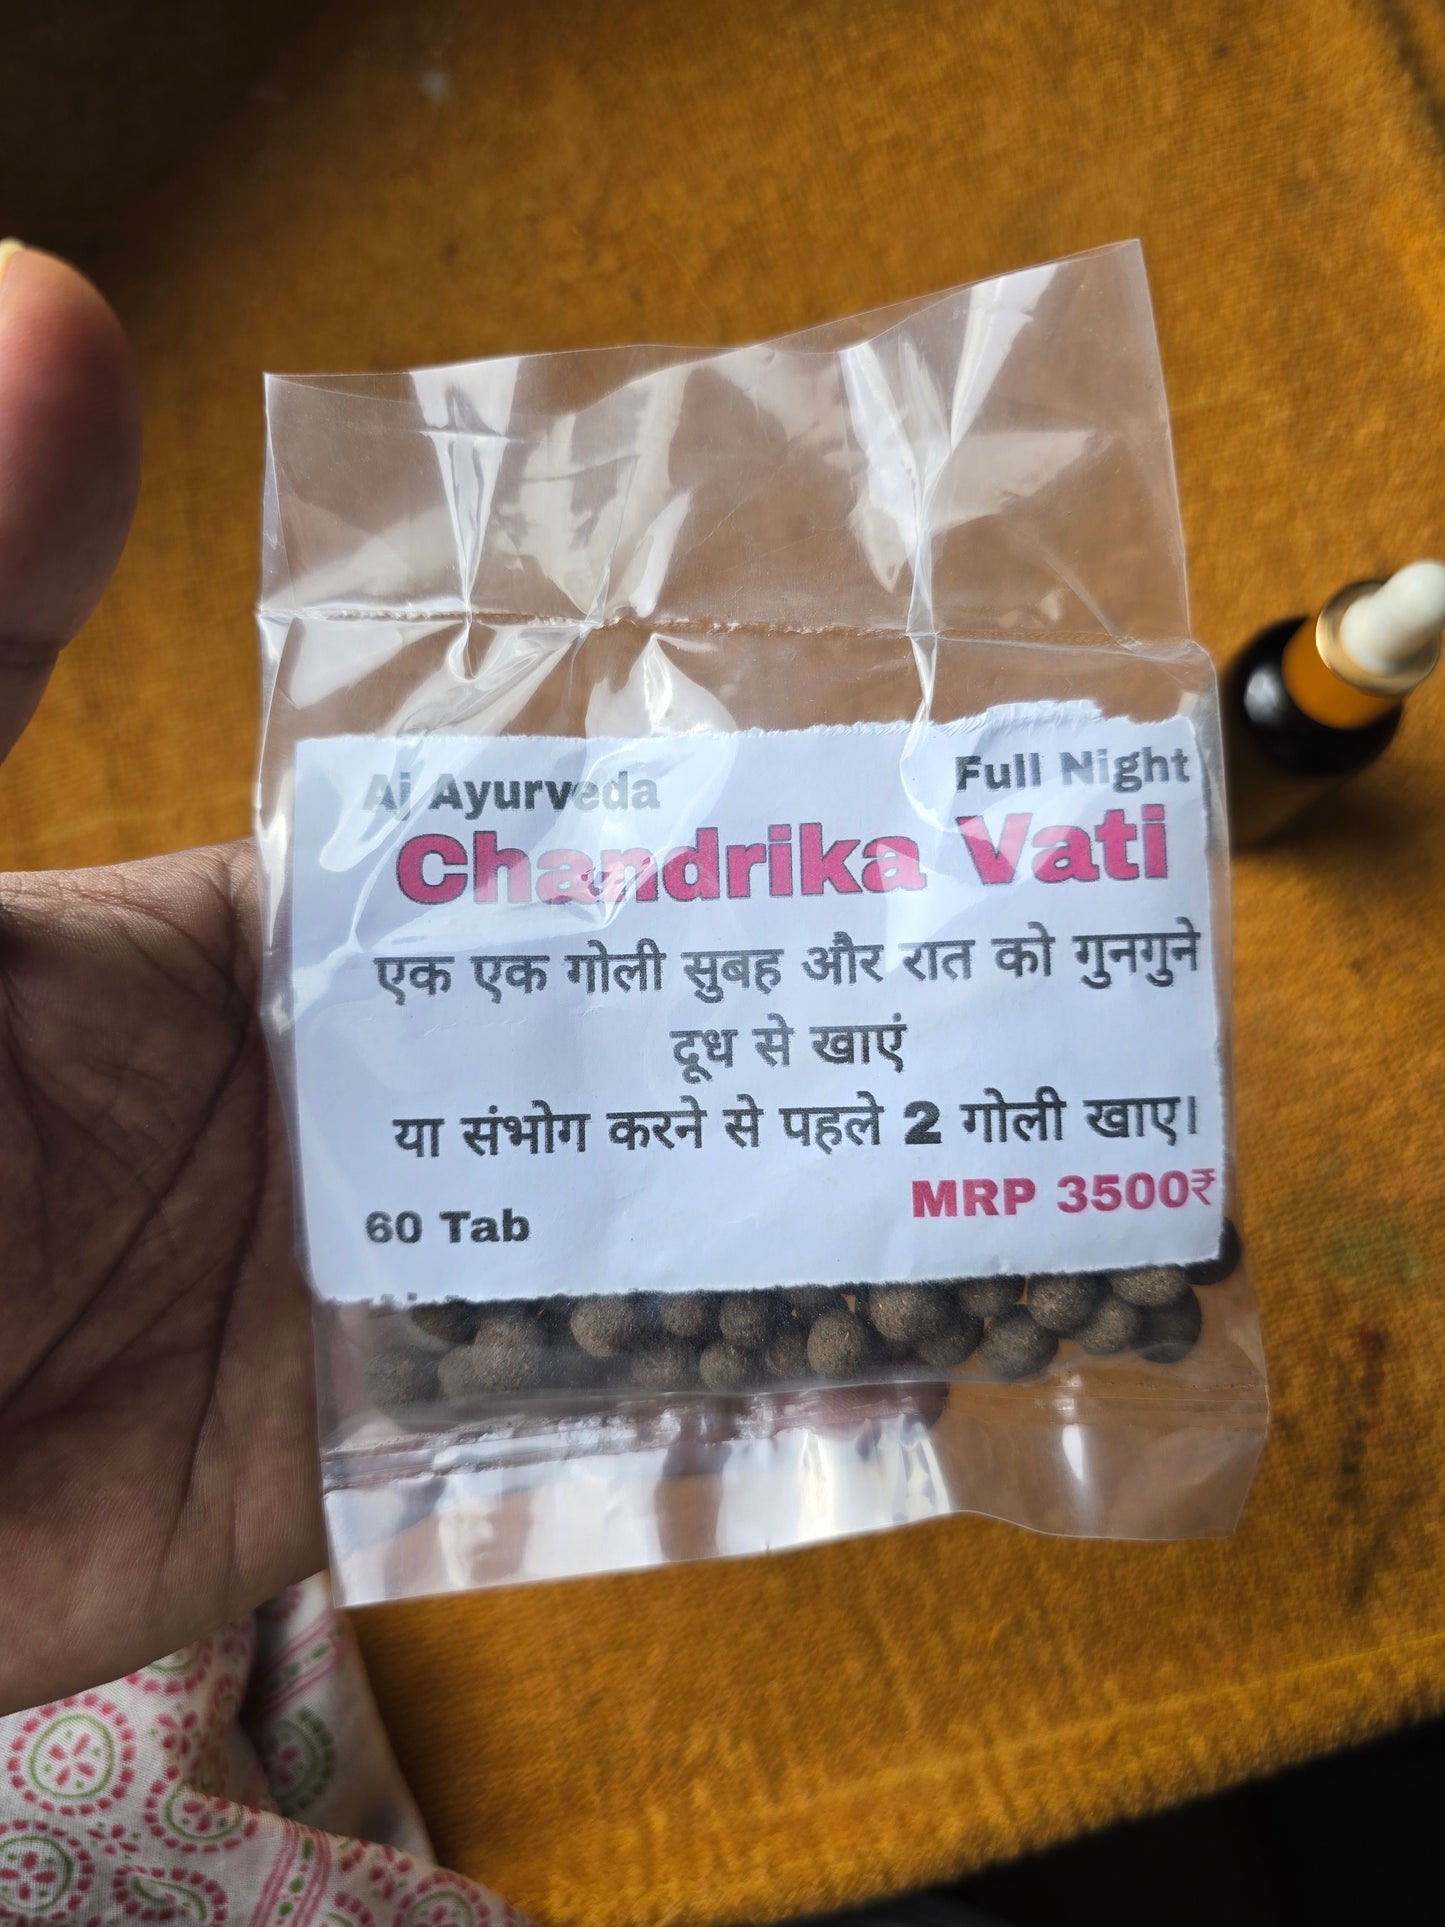 Aj Ayurveda
Full Night
Chandrika Vati
एक एक गोली सुबह और रात को गुनगुने
दूध से खाएं
या संभोग करने से पहले 2 गोली खाए।
MRP 3500₹
60 Tab